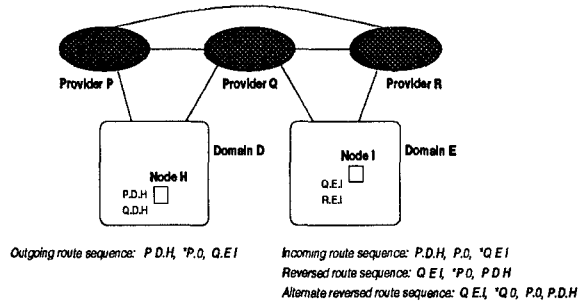 Provider P
Provider Q
Provider R
Domain D
Domain E
Node H
P.D.H
Q.D.H
Node I
Q.E.I
R.E.I
Outgoing route sequence: P.D.H, *P.0, Q.E.I
Incoming route sequence: P.D.H, P.0, *Q.E.I
Reversed route sequence: Q.E.I, *P.0, P.D.H
Alternate reversed route sequence: Q.E.I, *Q.0, P.0, P.D.H